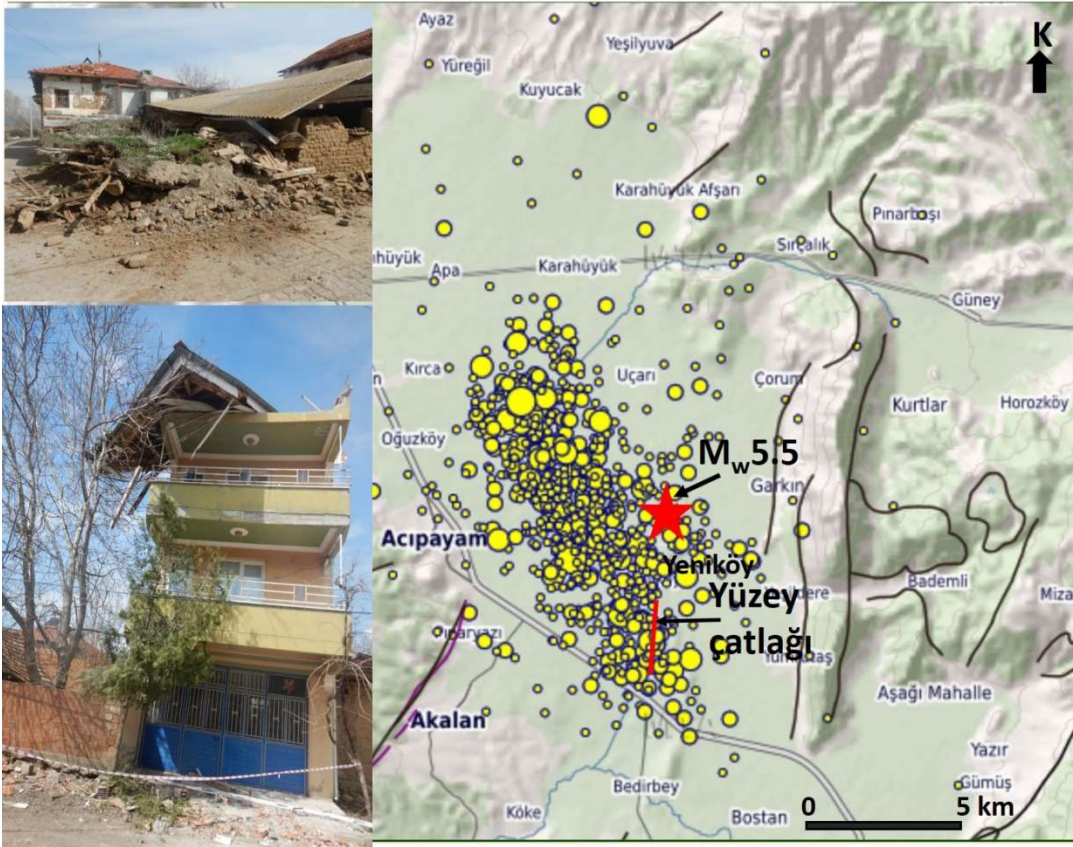 Ayaz
Yeşilyuva
K
Yüreğil
Kuyucak
Karahüyük Afşarı
Pınarbaşı
Sırçalık
hüyük
Apa
Karahüyük
Güney
Kırca
Uçarı
Çorum
Kurtlar
Horozköy
Oğuzköy
Mw5.5
Garkın
Acıpayam
Yeniköy
Yüzey
çatlağı
Bademli
Miza
Aşağı Mahalle
Akalan
Yazır
Gümüş
Bedirbey
Köke
Bostan
0
5 km